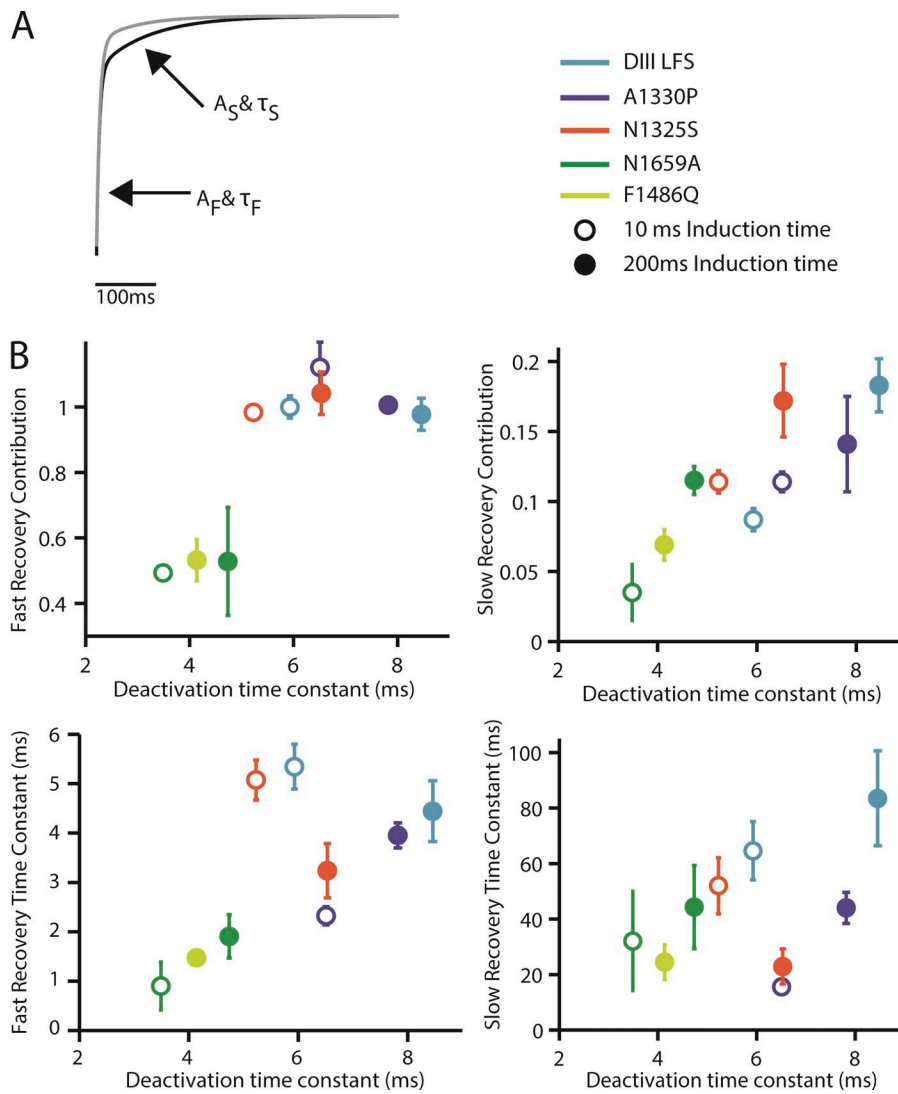 A
A_S & τ_S
A_F & τ_F
100ms
DIII LFS
A1330P
N1325S
N1659A
F1486Q
10 ms Induction time
200ms Induction time
B
Fast Recovery Contribution
1
0.8
0.6
0.4
2 4 6 8
Deactivation time constant (ms)
Slow Recovery Contribution
0.2
0.15
0.1
0.05
0
2 4 6 8
Deactivation time constant (ms)
Fast Recovery Time Constant (ms)
6
5
4
3
2
1
0
2 4 6 8
Deactivation time constant (ms)
Slow Recovery Time Constant (ms)
100
80
60
40
20
0
2 4 6 8
Deactivation time constant (ms)